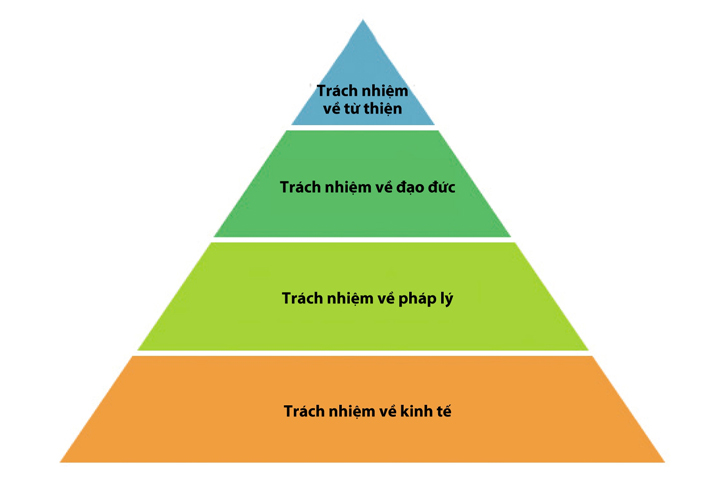 Trách nhiệm
về từ thiện
Trách nhiệm về đạo đức
Trách nhiệm về pháp lý
Trách nhiệm về kinh tế